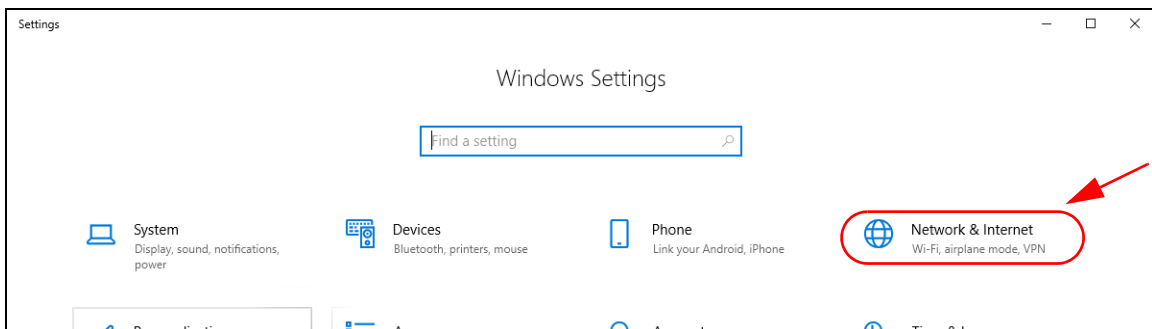 Settings
Windows Settings
Find a setting
System
Display, sound, notifications,
power
Devices
Bluetooth, printers, mouse
Phone
Link your Android, iPhone
Network & Internet
Wi-Fi, airplane mode, VPN